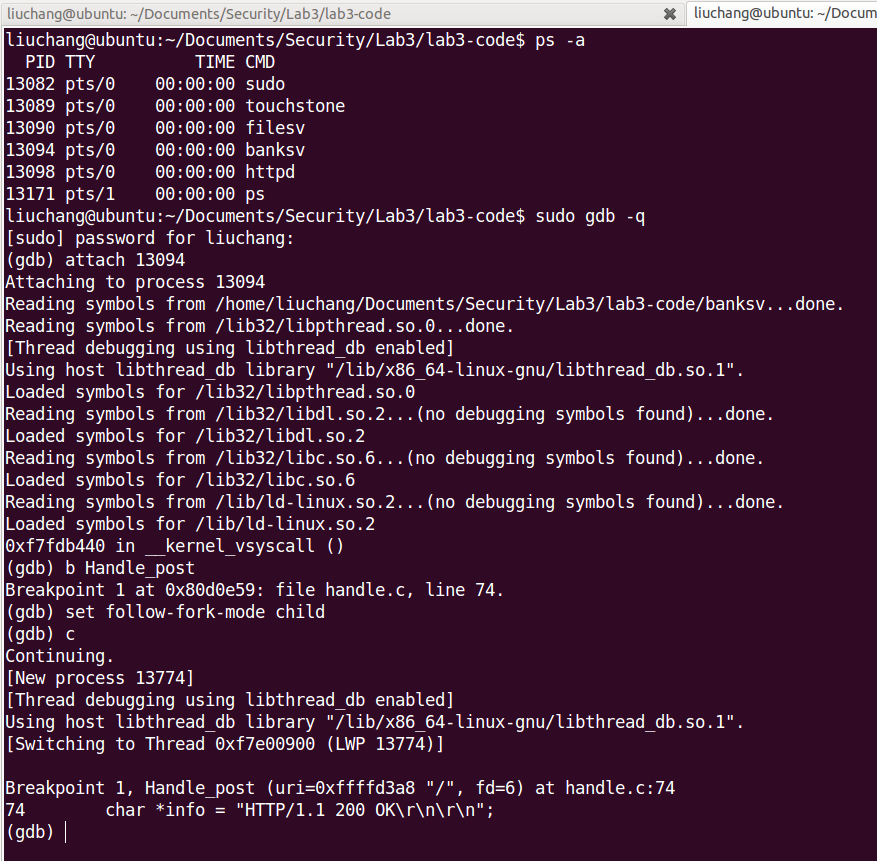 liuchang@ubuntu: ~/Documents/Security/Lab3/lab3-code
liuchang@ubuntu: ~/Docum
liuchang@ubuntu:~/Documents/Security/Lab3/lab3-code$ ps -a
  PID TTY          TIME CMD
13082 pts/0    00:00:00 sudo
13089 pts/0    00:00:00 touchstone
13090 pts/0    00:00:00 filesv
13094 pts/0    00:00:00 banksv
13098 pts/0    00:00:00 httpd
13171 pts/1    00:00:00 ps
liuchang@ubuntu:~/Documents/Security/Lab3/lab3-code$ sudo gdb -q
[sudo] password for liuchang:
(gdb) attach 13094
Attaching to process 13094
Reading symbols from /home/liuchang/Documents/Security/Lab3/lab3-code/banksv...done.
Reading symbols from /lib32/libpthread.so.0...done.
[Thread debugging using libthread_db enabled]
Using host libthread_db library "/lib/x86_64-linux-gnu/libthread_db.so.1".
Loaded symbols for /lib32/libpthread.so.0
Reading symbols from /lib32/libdl.so.2...(no debugging symbols found)...done.
Loaded symbols for /lib32/libdl.so.2
Reading symbols from /lib32/libc.so.6...(no debugging symbols found)...done.
Loaded symbols for /lib32/libc.so.6
Reading symbols from /lib/ld-linux.so.2...(no debugging symbols found)...done.
Loaded symbols for /lib/ld-linux.so.2
0xf7fdb440 in __kernel_vsyscall ()
(gdb) b Handle_post
Breakpoint 1 at 0x80d0e59: file handle.c, line 74.
(gdb) set follow-fork-mode child
(gdb) c
Continuing.
[New process 13774]
[Thread debugging using libthread_db enabled]
Using host libthread_db library "/lib/x86_64-linux-gnu/libthread_db.so.1".
[Switching to Thread 0xf7e00900 (LWP 13774)]
Breakpoint 1, Handle_post (uri=0xffffd3a8 "/", fd=6) at handle.c:74
74        char *info = "HTTP/1.1 200 OK\r\n\r\n";
(gdb)